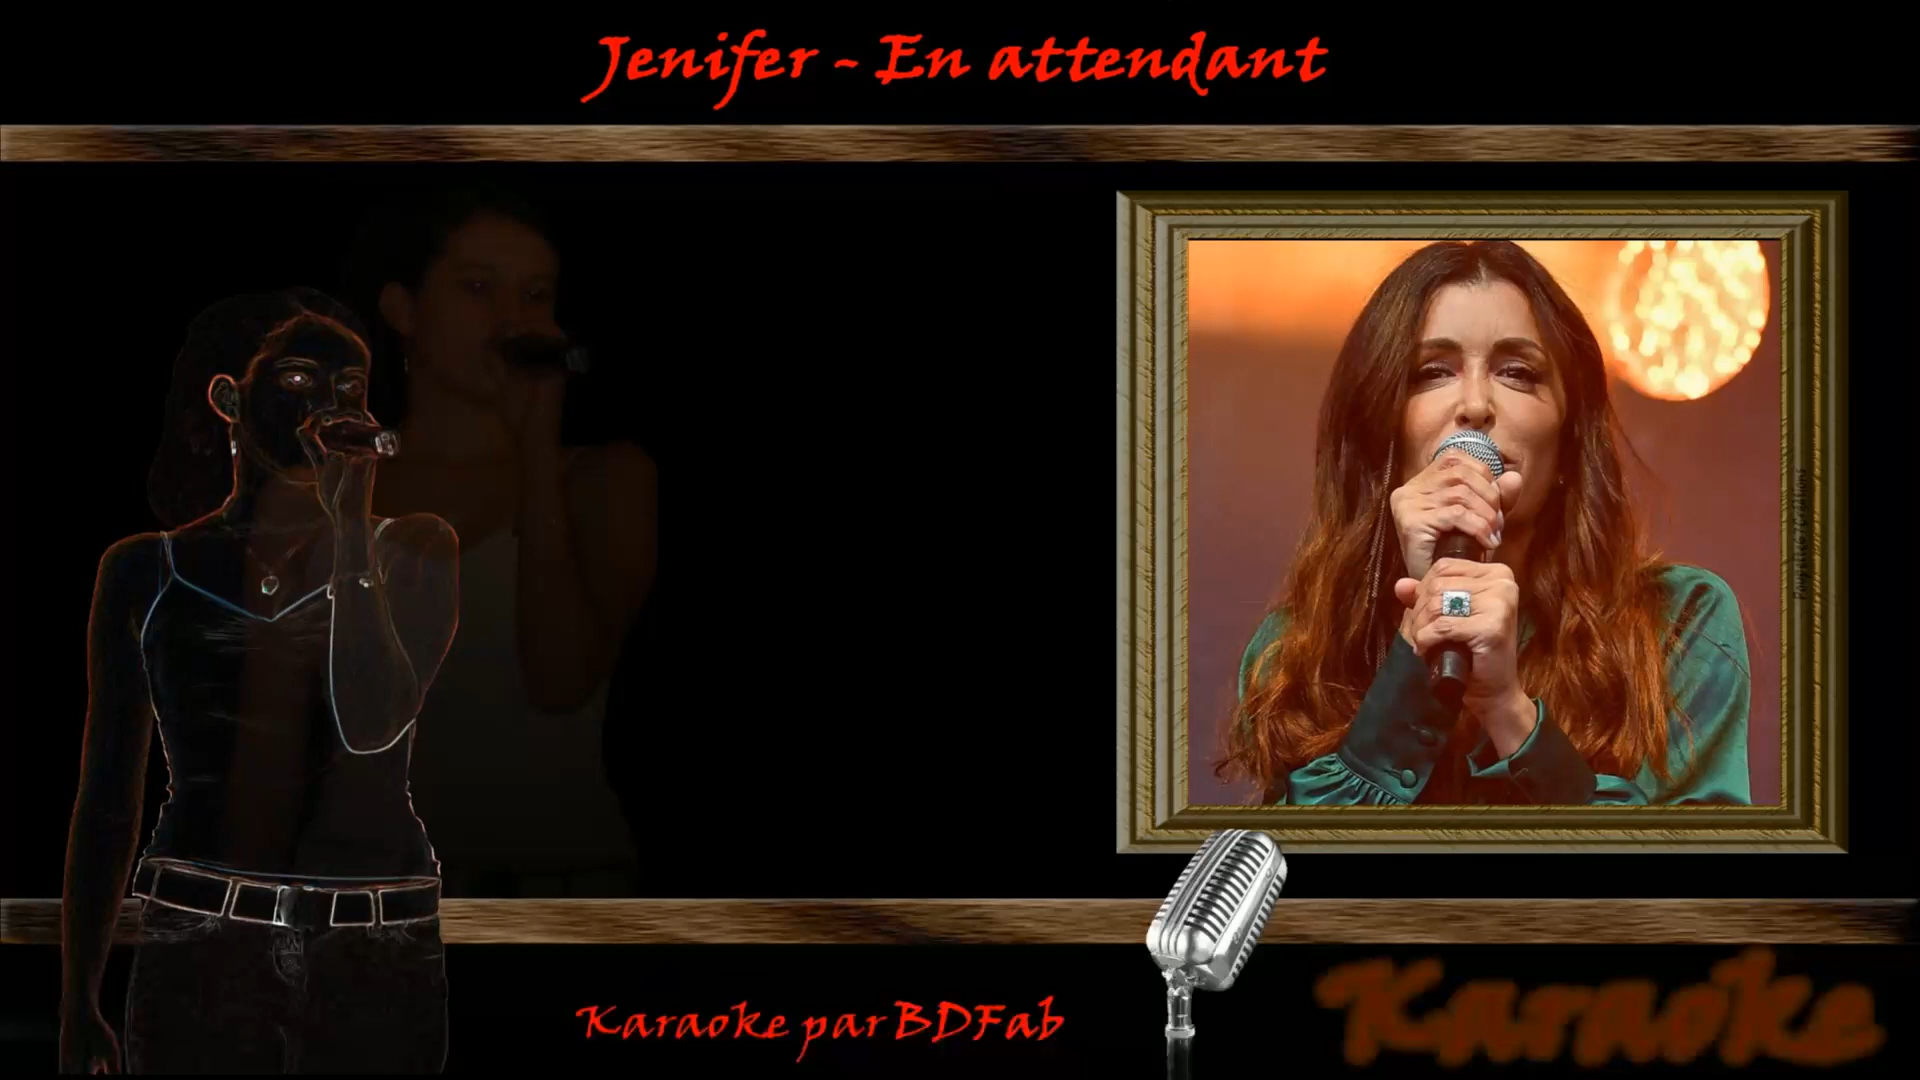 Jenifer - En attendant
Karaoke par BDFab
Karaoke